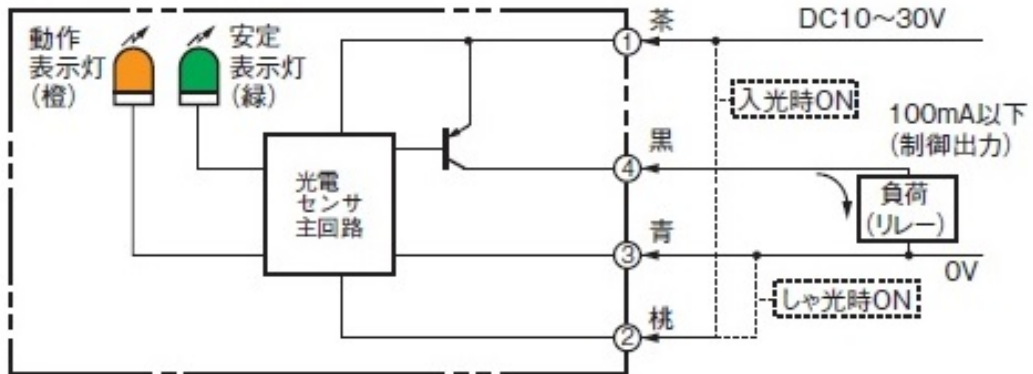 動作
表示灯
(橙)
安定
表示灯
(緑)
光電
センサ
主回路
①
茶
DC10～30V
入光時ON
100mA以下
(制御出力)
黒
④
負荷
(リレー)
青
③
0V
しゃ光時ON
桃
②